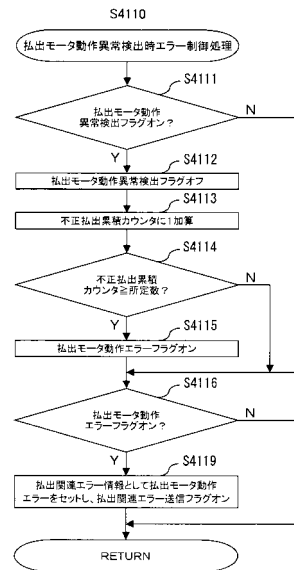 S4110
払出モータ動作異常検出時エラー制御処理
S4111
払出モータ動作
異常検出フラグオン?
N
Y
S4112
払出モータ動作異常検出フラグオフ
S4113
不正払出累積カウンタに1加算
S4114
不正払出累積
カウンタ≧所定数?
N
Y
S4115
払出モータ動作エラーフラグオン
S4116
払出モータ動作
エラーフラグオン?
N
Y
S4119
払出関連エラー情報として払出モータ動作
エラーをセットし、払出関連エラー送信フラグオン
RETURN